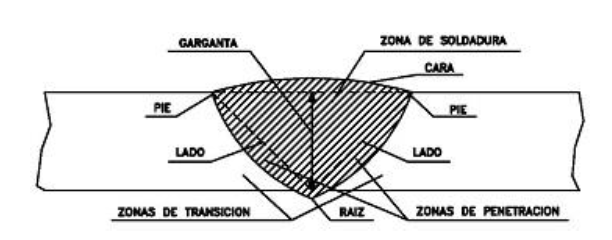 GARGANTA
ZONA DE SOLDADURA
CARA
PIE
PIE
LADO
LADO
ZONAS DE TRANSICION
RAIZ
ZONAS DE PENETRACION